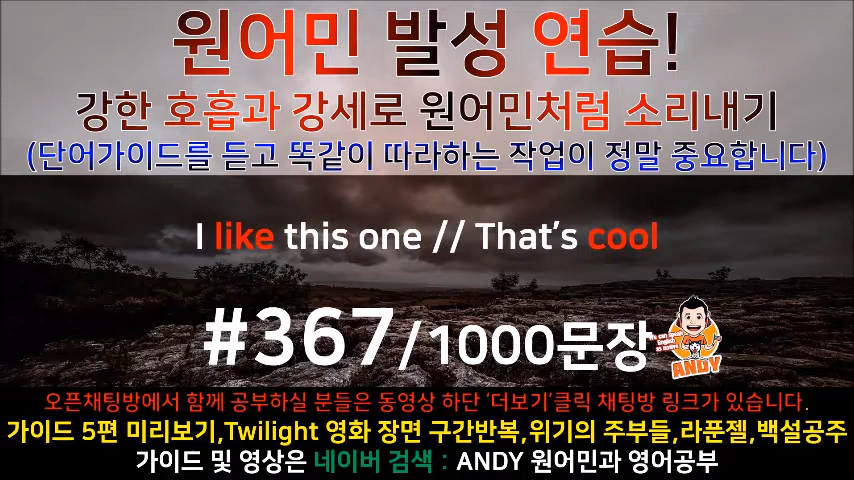 원어민 발성 연습!
강한 호흡과 강세로 원어민처럼 소리내기
(단어가이드를 듣고 똑같이 따라하는 작업이 정말 중요합니다)
I like this one // That's cool
#367/1000문장
ANDY
오픈채팅방에서 함께 공부하실 분들은 동영상 하단 '더보기'클릭 채팅방 링크가 있습니다.
가이드 5편 미리보기,Twilight 영화 장면 구간반복,위기의 주부들,라푼젤,백설공주
가이드 및 영상은 네이버 검색 : ANDY 원어민과 영어공부